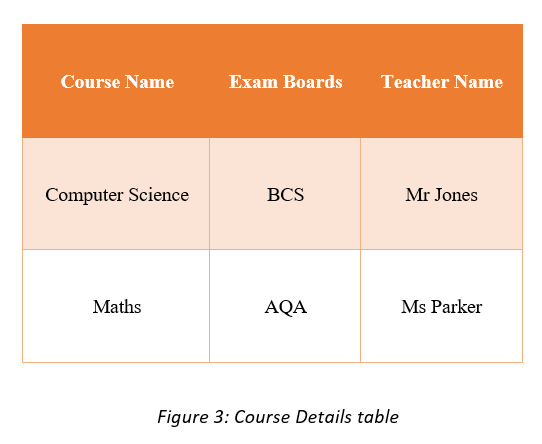 Course Name Exam Boards Teacher Name
Computer Science BCS Mr Jones
Maths AQA Ms Parker
Figure 3: Course Details table